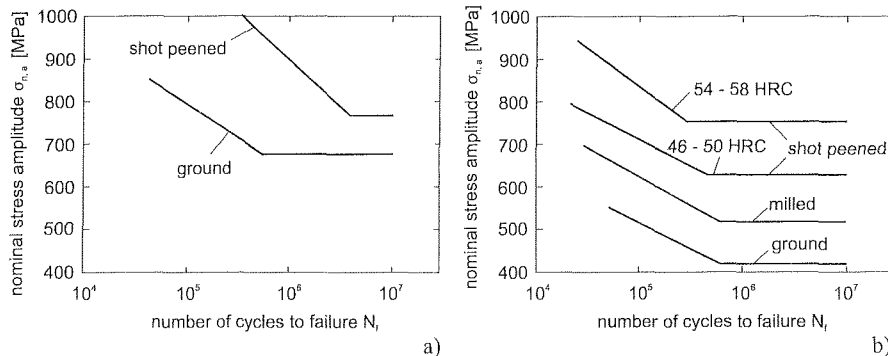 nominal stress amplitude σn, a [MPa]
1000
900
800
700
600
500
400
shot peened
ground
10⁴
10⁵
10⁶
10⁷
number of cycles to failure Nf
a)
nominal stress amplitude σn, a [MPa]
1000
900
800
700
600
500
400
54 - 58 HRC
46 - 50 HRC
shot peened
milled
ground
10⁴
10⁵
10⁶
10⁷
number of cycles to failure Nf
b)